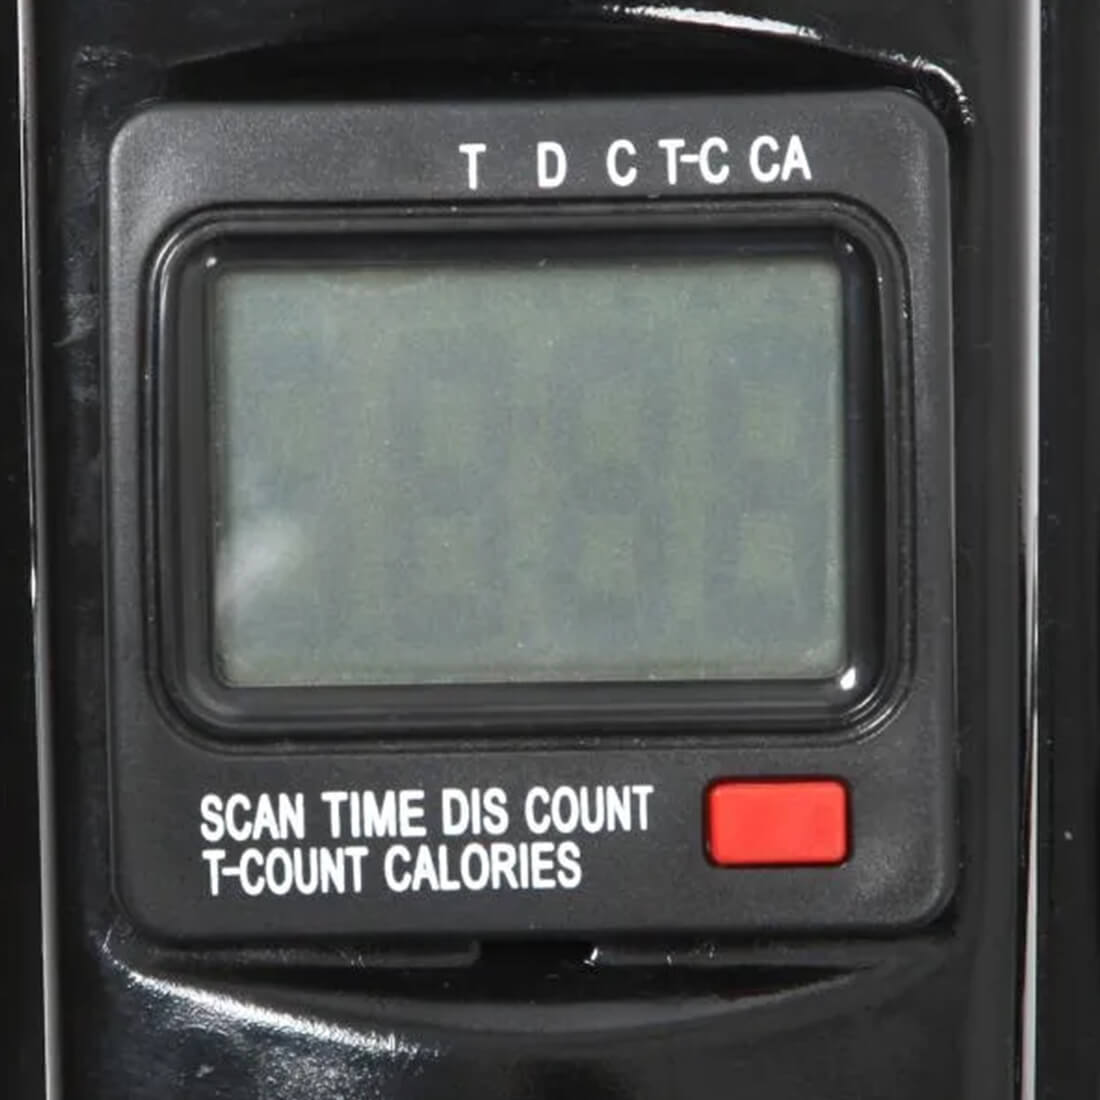 T D C T-C CA
SCAN TIME DIS COUNT
T-COUNT CALORIES